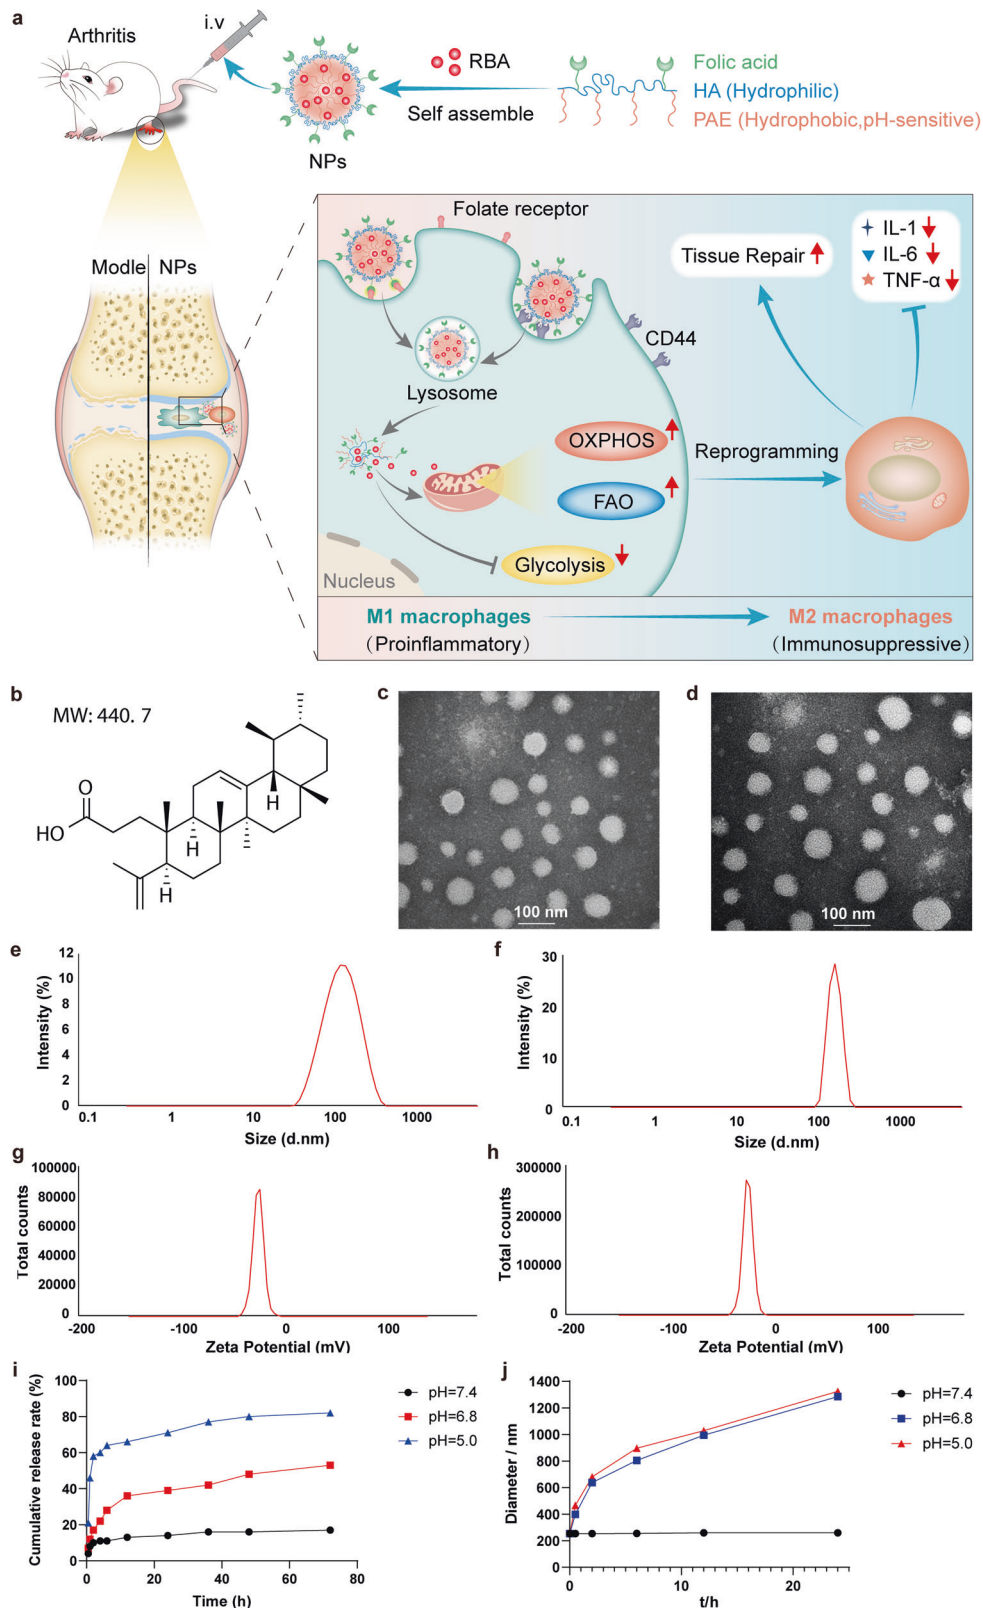 a
Arthritis
i.v
RBA
Self assemble
NPs
Folic acid
HA (Hydrophilic)
PAE (Hydrophobic,pH-sensitive)
Modle
NPs
Folate receptor
CD44
Lysosome
OXPHOS
FAO
Glycolysis
Nucleus
Reprogramming
Tissue Repair
IL-1
IL-6
TNF-α
M1 macrophages
(Proinflammatory)
M2 macrophages
(Immunosuppressive)
b
MW: 440. 7
O
HO
H
H
H
c
100 nm
d
100 nm
e
Intensity (%)
12
10
8
6
4
2
0
0.1
1
10
100
1000
Size (d.nm)
f
Intensity (%)
30
20
10
0
0.1
1
10
100
1000
Size (d.nm)
g
Total counts
100000
80000
60000
40000
20000
0
-200
-100
0
100
Zeta Potential (mV)
h
Total counts
300000
200000
100000
0
-200
-100
0
100
Zeta Potential (mV)
i
Cumulative release rate (%)
100
80
60
40
20
0
0
20
40
60
80
Time (h)
pH=7.4
pH=6.8
pH=5.0
j
Diameter / nm
1400
1200
1000
800
600
400
200
0
0
10
20
t/h
pH=7.4
pH=6.8
pH=5.0